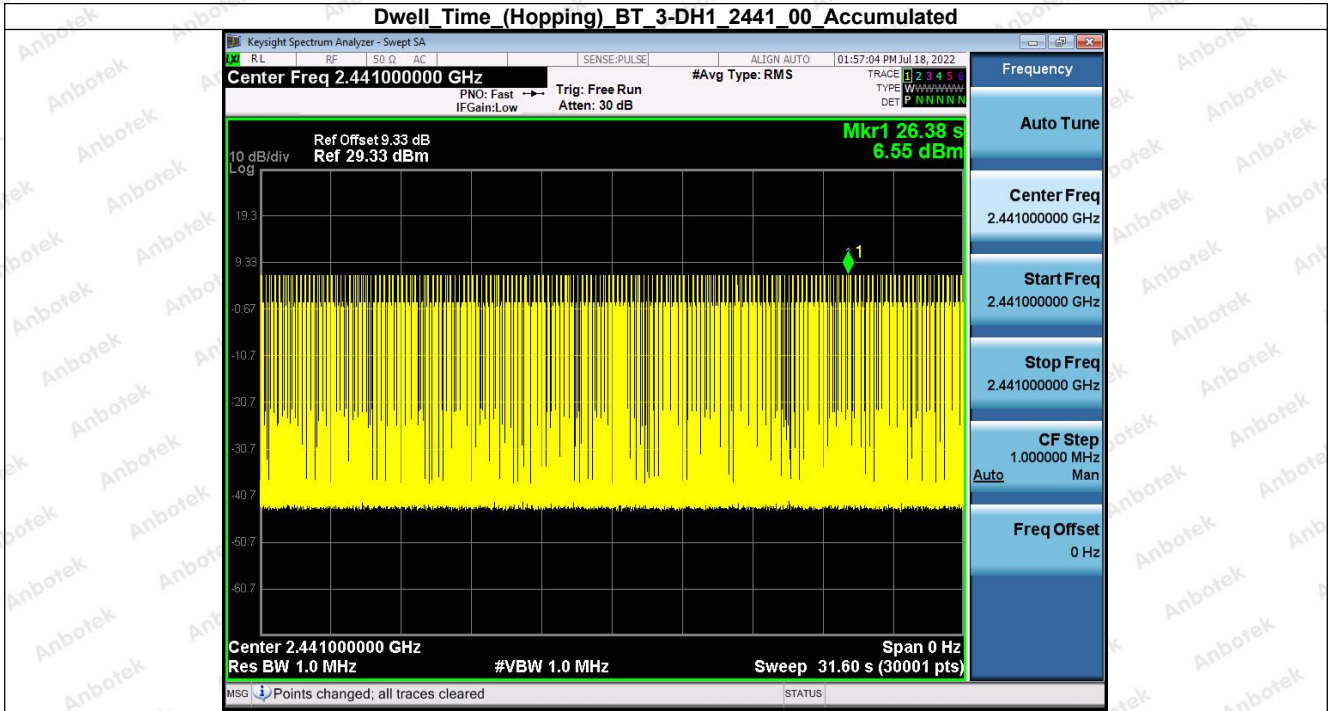 Dwell_Time_(Hopping)_BT_3-DH1_2441_00_Accumulated
Keysight Spectrum Analyzer - Swept SA
LXI RL RF 50 Ω AC SENSE:PULSE ALIGN AUTO 01:57:04 PM Jul 18, 2022
Center Freq 2.441000000 GHz #Avg Type: RMS TRACE 1 2 3 4 5 6
PNO: Fast Trig: Free Run TYPE WWWWWW
IFGain:Low Atten: 30 dB DET P N N N N N
Mkr1 26.38 s
6.55 dBm
Ref Offset 9.33 dB
10 dB/div Ref 29.33 dBm
Log
19.3
9.33
-0.67
-10.7
-20.7
-30.7
-40.7
-50.7
-60.7
1
Center 2.441000000 GHz Span 0 Hz
Res BW 1.0 MHz #VBW 1.0 MHz Sweep 31.60 s (30001 pts)
MSG Points changed; all traces cleared STATUS
Frequency
Auto Tune
Center Freq
2.441000000 GHz
Start Freq
2.441000000 GHz
Stop Freq
2.441000000 GHz
CF Step
1.000000 MHz
Auto Man
Freq Offset
0 Hz
Anbotek